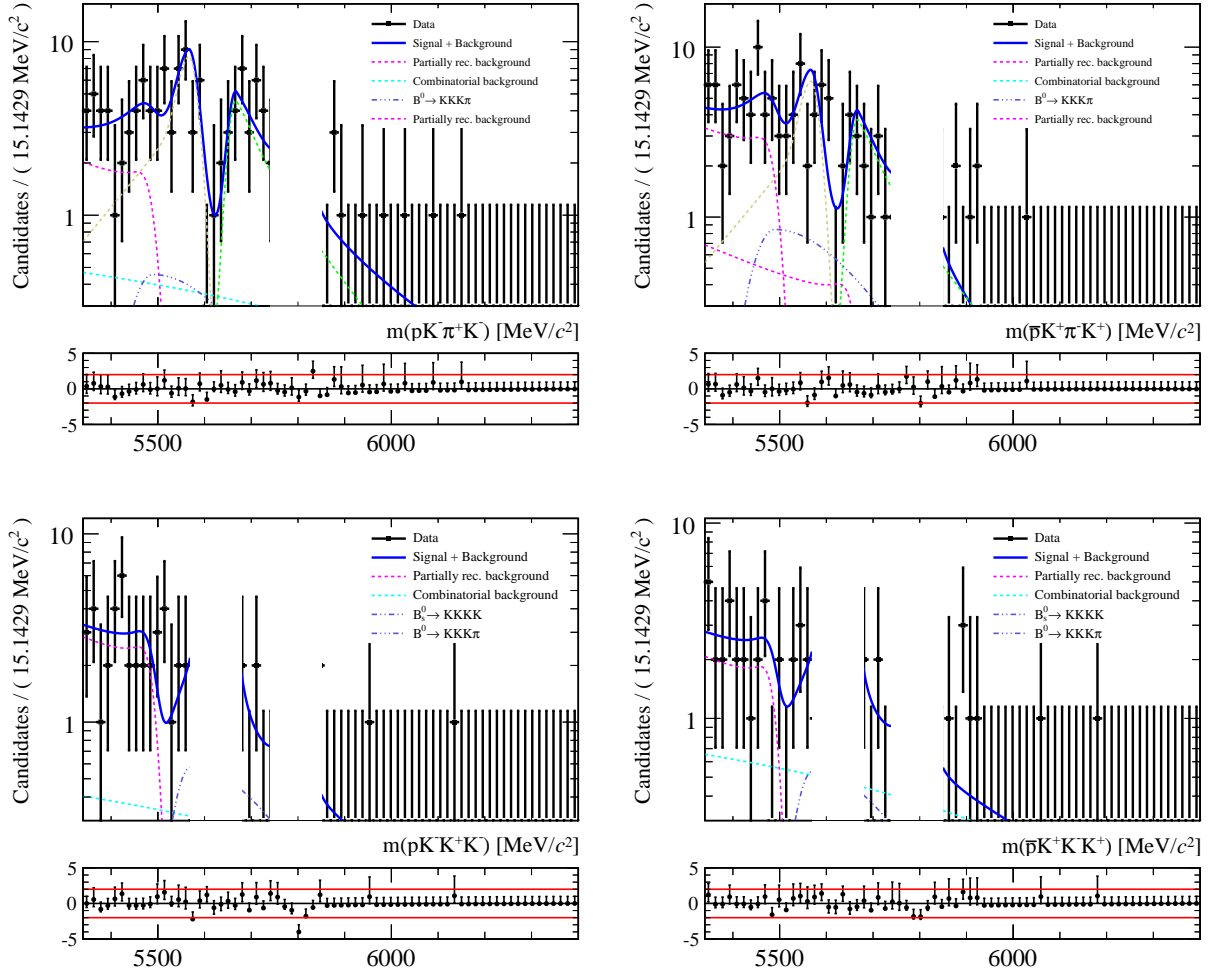 Candidates / ( 15.1429 MeV/c²)
10
1
Data
Signal + Background
Partially rec. background
Combinatorial background
B⁰→ KKKπ
Partially rec. background
m(pK⁻π⁺K⁻) [MeV/c²]
5
0
-5
5500 6000
Candidates / ( 15.1429 MeV/c²)
10
1
Data
Signal + Background
Partially rec. background
Combinatorial background
B⁰→ KKKπ
Partially rec. background
m(p̅K⁺π⁻K⁺) [MeV/c²]
5
0
-5
5500 6000
Candidates / ( 15.1429 MeV/c²)
10
1
Data
Signal + Background
Partially rec. background
Combinatorial background
B⁰ₛ→ KKKK
B⁰→ KKKπ
m(pK⁻K⁺K⁻) [MeV/c²]
5
0
-5
5500 6000
Candidates / ( 15.1429 MeV/c²)
10
1
Data
Signal + Background
Partially rec. background
Combinatorial background
B⁰ₛ→ KKKK
B⁰→ KKKπ
m(p̅K⁺K⁻K⁺) [MeV/c²]
5
0
-5
5500 6000